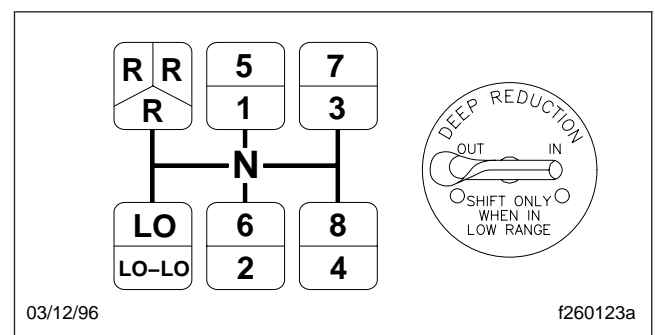 R R
R
5
1
7
3
N
LO
LO–LO
6
2
8
4
DEEP REDUCTION
OUT IN
SHIFT ONLY
WHEN IN
LOW RANGE
03/12/96 f260123a